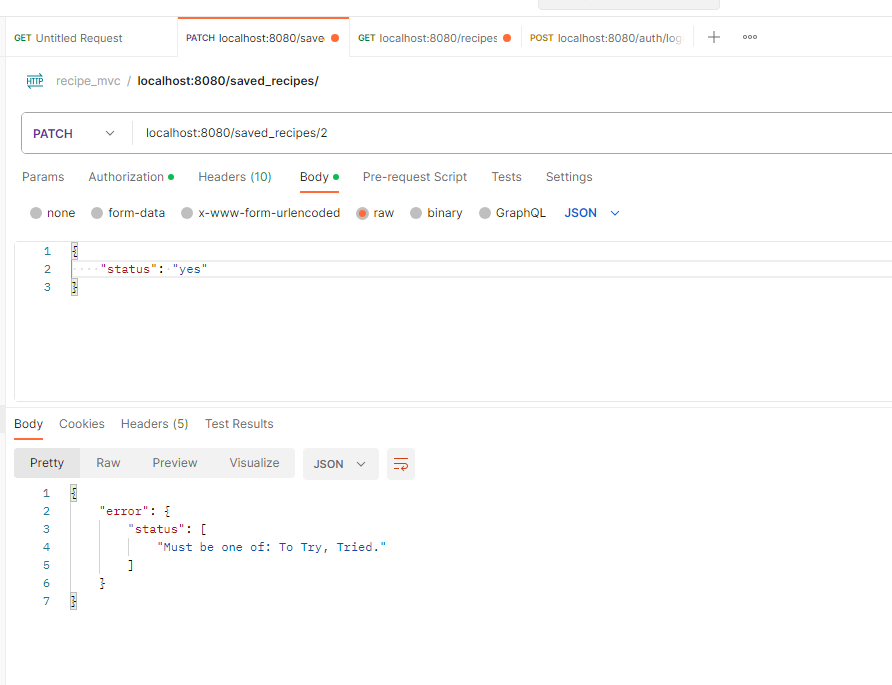 GET Untitled Request
PATCH localhost:8080/save
GET localhost:8080/recipes
POST localhost:8080/auth/log
HTTP recipe_mvc / localhost:8080/saved_recipes/
PATCH localhost:8080/saved_recipes/2
Params Authorization Headers (10) Body Pre-request Script Tests Settings
none form-data x-www-form-urlencoded raw binary GraphQL JSON
1 {
2 "status": "yes"
3 }
Body Cookies Headers (5) Test Results
Pretty Raw Preview Visualize JSON
1 {
2 "error": {
3 "status": [
4 "Must be one of: To Try, Tried."
5 ]
6 }
7 }